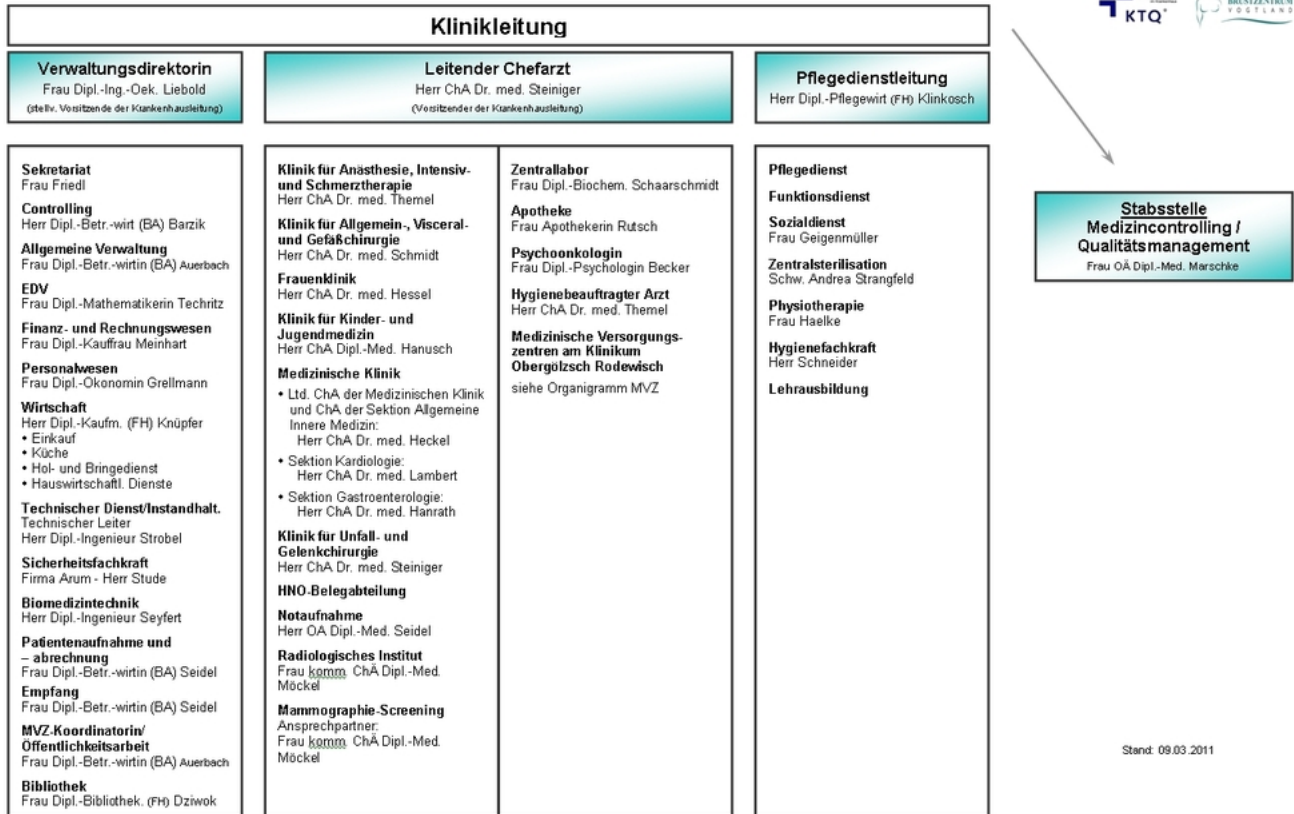 Klinikleitung
KTQ®
BRUSTZENTRUM
VOGTLAND
Verwaltungsdirektorin
Frau Dipl.-Ing.-Oek. Liebold
(stellv. Vorsitzende der Krankenhausleitung)
Leitender Chefarzt
Herr ChA Dr. med. Steiniger
(Vorsitzender der Krankenhausleitung)
Pflegedienstleitung
Herr Dipl.-Pflegewirt (FH) Klinkosch
Sekretariat
Frau Friedl
Controlling
Herr Dipl.-Betr.-wirt (BA) Barzik
Allgemeine Verwaltung
Frau Dipl.-Betr.-wirtin (BA) Auerbach
EDV
Frau Dipl.-Mathematikerin Techritz
Finanz- und Rechnungswesen
Frau Dipl.-Kauffrau Meinhart
Personalwesen
Frau Dipl.-Okonomin Grellmann
Wirtschaft
Herr Dipl.-Kaufm. (FH) Knüpfer
• Einkauf
• Küche
• Hol- und Bringedienst
• Hauswirtschaftl. Dienste
Technischer Dienst/Instandhalt.
Technischer Leiter
Herr Dipl.-Ingenieur Strobel
Sicherheitsfachkraft
Firma Arum - Herr Stude
Biomedizintechnik
Herr Dipl.-Ingenieur Seyfert
Patientenaufnahme und
– abrechnung
Frau Dipl.-Betr.-wirtin (BA) Seidel
Empfang
Frau Dipl.-Betr.-wirtin (BA) Seidel
MVZ-Koordinatorin/
Öffentlichkeitsarbeit
Frau Dipl.-Betr.-wirtin (BA) Auerbach
Bibliothek
Frau Dipl.-Bibliothek. (FH) Dziwok
Klinik für Anästhesie, Intensiv-
und Schmerztherapie
Herr ChA Dr. med. Themel
Klinik für Allgemein-, Visceral-
und Gefäßchirurgie
Herr ChA Dr. med. Schmidt
Frauenklinik
Herr ChA Dr. med. Hessel
Klinik für Kinder- und
Jugendmedizin
Herr ChA Dipl.-Med. Hanusch
Medizinische Klinik
• Ltd. ChA der Medizinischen Klinik
und ChA der Sektion Allgemeine
Innere Medizin:
Herr ChA Dr. med. Heckel
• Sektion Kardiologie:
Herr ChA Dr. med. Lambert
• Sektion Gastroenterologie:
Herr ChA Dr. med. Hanrath
Klinik für Unfall- und
Gelenkchirurgie
Herr ChA Dr. med. Steiniger
HNO-Belegabteilung
Notaufnahme
Herr OA Dipl.-Med. Seidel
Radiologisches Institut
Frau komm. ChÄ Dipl.-Med.
Möckel
Mammographie-Screening
Ansprechpartner:
Frau komm. ChÄ Dipl.-Med.
Möckel
Zentrallabor
Frau Dipl.-Biochem. Schaarschmidt
Apotheke
Frau Apothekerin Rutsch
Psychoonkologin
Frau Dipl.-Psychologin Becker
Hygienebeauftragter Arzt
Herr ChA Dr. med. Themel
Medizinische Versorgungs-
zentren am Klinikum
Obergölzsch Rodewisch
siehe Organigramm MVZ
Pflegedienst
Funktionsdienst
Sozialdienst
Frau Geigenmüller
Zentralsterilisation
Schw. Andrea Strangfeld
Physiotherapie
Frau Haelke
Hygienefachkraft
Herr Schneider
Lehrausbildung
Stabsstelle
Medizincontrolling /
Qualitätsmanagement
Frau OÄ Dipl.-Med. Marschke
Stand: 09.03.2011